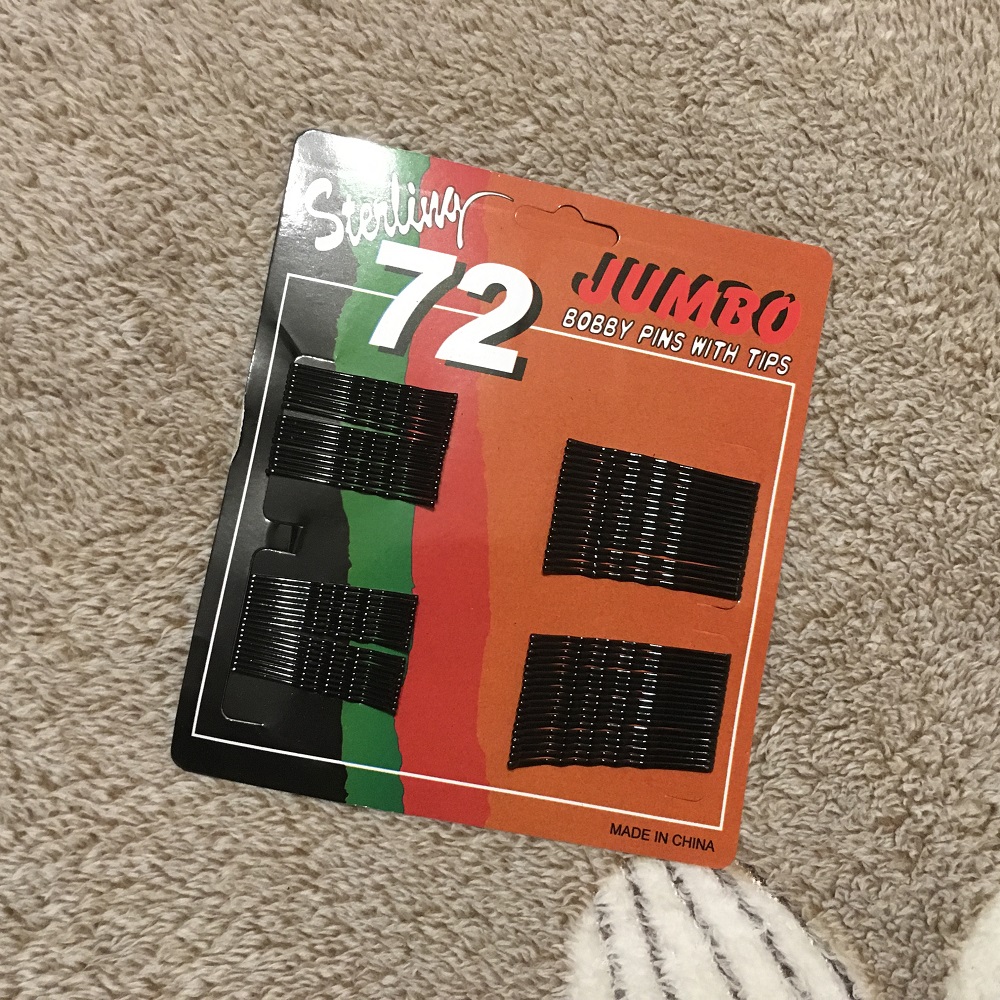 Sterling
72
JUMBO
BOBBY PINS WITH TIPS
MADE IN CHINA